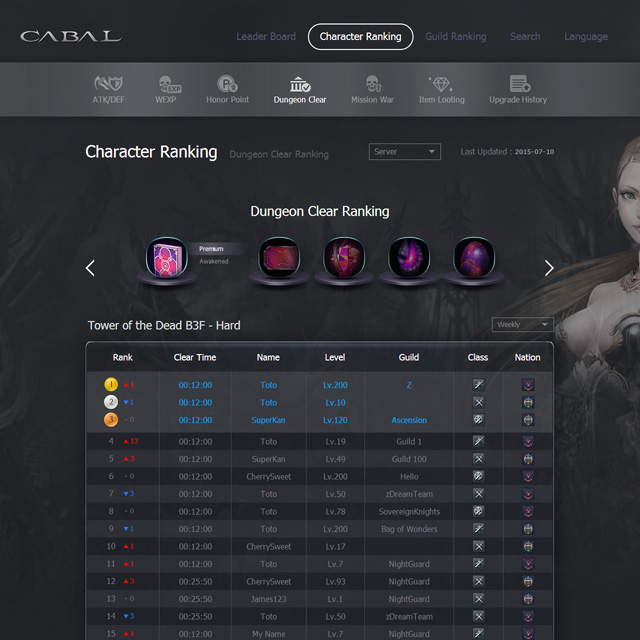 CABAL
Leader Board Character Ranking Guild Ranking Search Language
ATK/DEF WEXP Honor Point Dungeon Clear Mission War Item Looting Upgrade History
Character Ranking Dungeon Clear Ranking Server Last Updated : 2015-07-10
Dungeon Clear Ranking
Premium
Awakened
Tower of the Dead B3F - Hard Weekly
Rank Clear Time Name Level Guild Class Nation
1 ▲1 00:12:00 Toto Lv.200 Z
2 ▼1 00:12:00 Toto Lv.10
3 - 0 00:12:00 SuperKan Lv.120 Ascension
4 ▲13 00:12:00 Toto Lv.19 Guild 1
5 ▲3 00:12:00 SuperKan Lv.49 Guild 100
6 - 0 00:12:00 CherrySweet Lv.200 Hello
7 ▼3 00:12:00 Toto Lv.50 zDreamTeam
8 - 0 00:12:00 Toto Lv.78 SovereignKnights
9 ▼1 00:12:00 Toto Lv.200 Bag of Wonders
10 ▲1 00:12:00 CherrySweet Lv.17
11 ▲1 00:12:00 Toto Lv.7 NightGuard
12 ▲3 00:25:50 CherrySweet Lv.93 NightGuard
13 - 0 00:25:50 James123 Lv.1 NightGuard
14 ▼3 00:25:50 Toto Lv.50 zDreamTeam
15 ▲1 00:12:00 My Name Lv.7 NightGuard